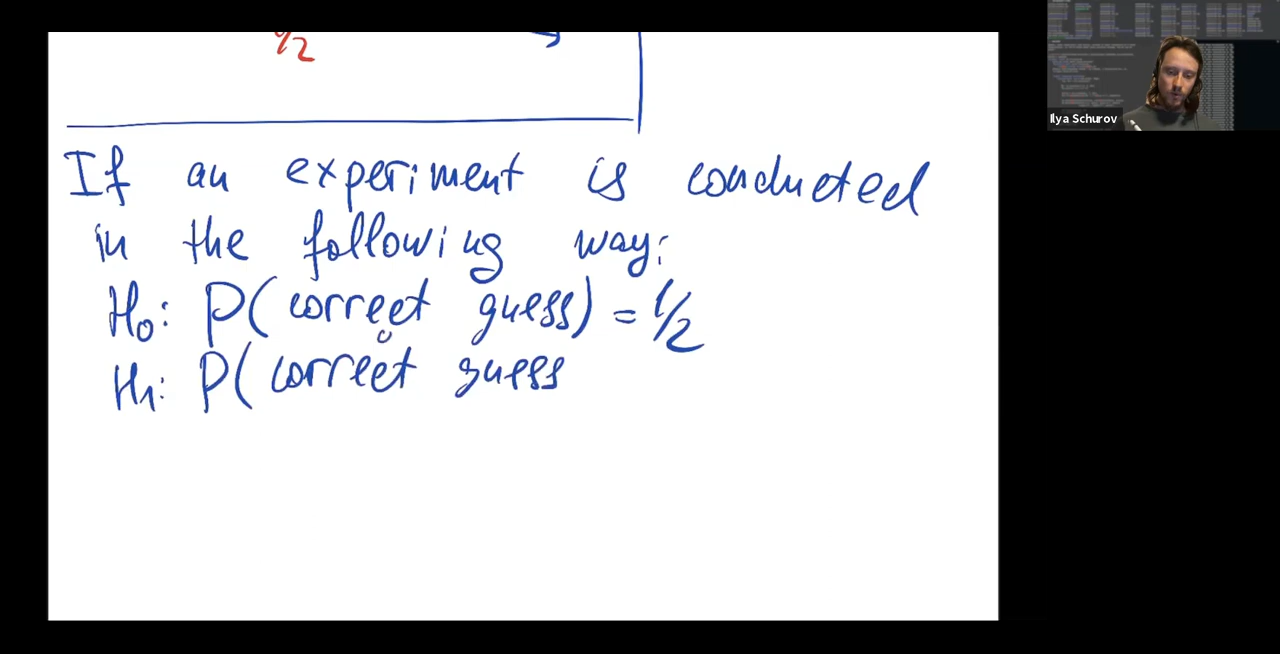 1/2
If an experiment is conducted
in the following way:
H0: P(correct guess) = 1/2
H1: P(correct guess
Ilya Schurov